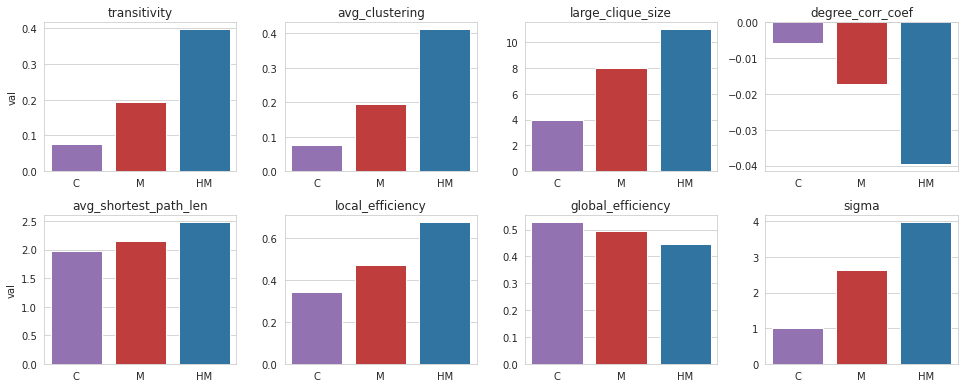 transitivity
0.4
0.3
0.2
0.1
0.0
val
C M HM
avg_clustering
0.4
0.3
0.2
0.1
0.0
C M HM
large_clique_size
10
8
6
4
2
0
C M HM
degree_corr_coef
0.00
−0.01
−0.02
−0.03
−0.04
C M HM
avg_shortest_path_len
2.5
2.0
1.5
1.0
0.5
0.0
val
C M HM
local_efficiency
0.6
0.4
0.2
0.0
C M HM
global_efficiency
0.5
0.4
0.3
0.2
0.1
0.0
C M HM
sigma
4
3
2
1
0
C M HM